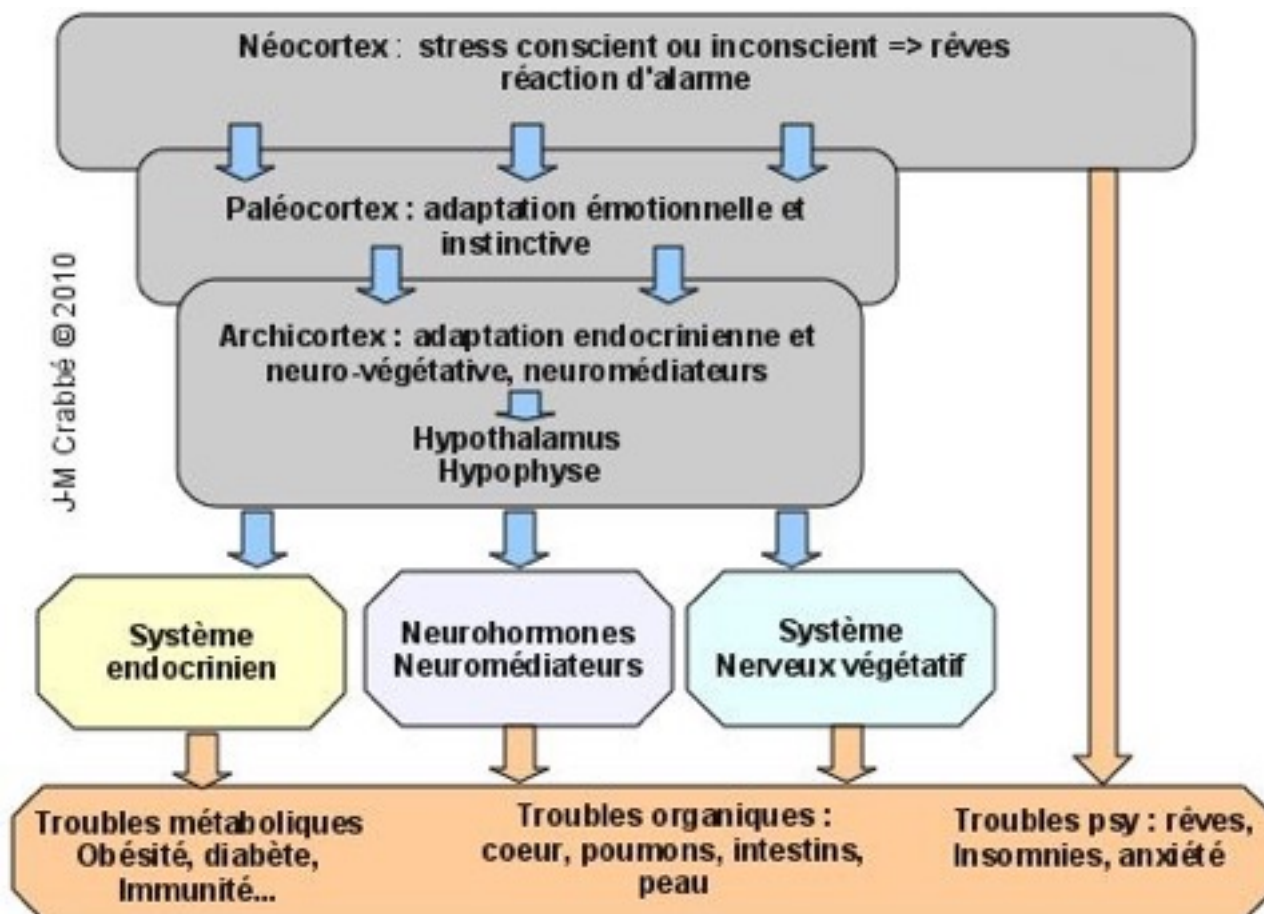 Néocortex : stress conscient ou inconscient => rêves
réaction d'alarme
Paléocortex : adaptation émotionnelle et
instinctive
Archicortex : adaptation endocrinienne et
neuro-végétative, neuromédiateurs
Hypothalamus
Hypophyse
J-M Crabbé ©2010
Système
endocrinien
Neurohormones
Neuromédiateurs
Système
Nerveux végétatif
Troubles métaboliques
Obésité, diabète,
Immunité...
Troubles organiques :
coeur, poumons, intestins,
peau
Troubles psy : rêves,
Insomnies, anxiété